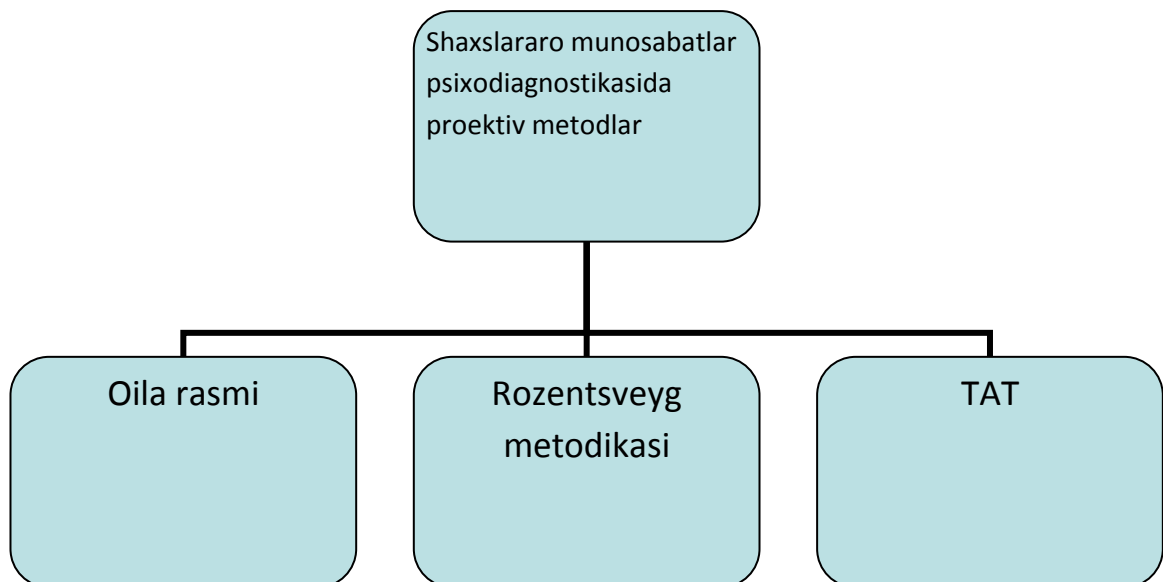 Shaxslararo munosabatlar
psixodiagnostikasida
proektiv metodlar
Oila rasmi
Rozentsveyg
metodikasi
TAT